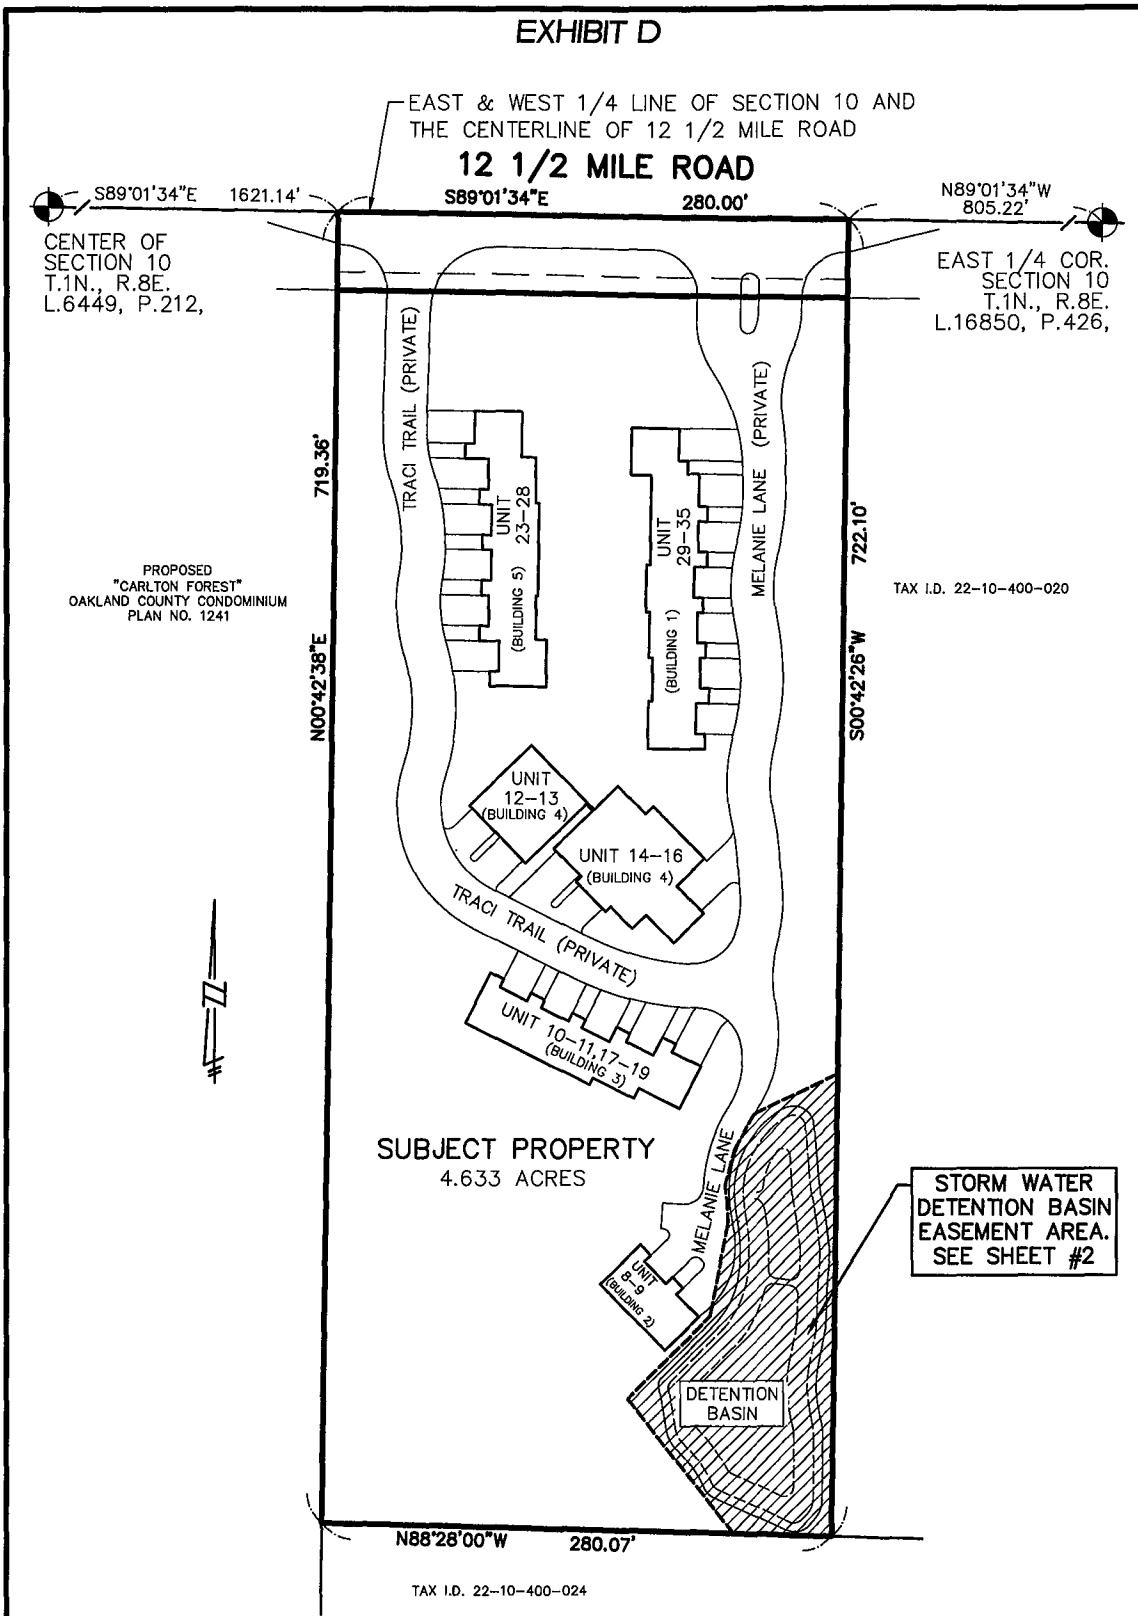 EXHIBIT D
EAST & WEST 1/4 LINE OF SECTION 10 AND
THE CENTERLINE OF 12 1/2 MILE ROAD
12 1/2 MILE ROAD
S89°01'34"E 1621.14'
S89°01'34"E 280.00'
N89°01'34"W
805.22'
CENTER OF
SECTION 10
T.1N., R.8E.
L.6449, P.212,
EAST 1/4 COR.
SECTION 10
T.1N., R.8E.
L.16850, P.426,
TRACI TRAIL (PRIVATE)
MELANIE LANE (PRIVATE)
719.36'
N00°42'38"E
722.10'
S00°42'26"W
UNIT
23-28
(BUILDING 5)
UNIT
29-35
(BUILDING 1)
PROPOSED
"CARLTON FOREST"
OAKLAND COUNTY CONDOMINIUM
PLAN NO. 1241
TAX I.D. 22-10-400-020
UNIT
12-13
(BUILDING 4)
UNIT 14-16
(BUILDING 4)
TRACI TRAIL (PRIVATE)
N
UNIT 10-11,17-19
(BUILDING 3)
SUBJECT PROPERTY
4.633 ACRES
MELANIE LANE
STORM WATER
DETENTION BASIN
EASEMENT AREA.
SEE SHEET #2
UNIT
8-9
(BUILDING 2)
DETENTION
BASIN
N88°28'00"W 280.07'
TAX I.D. 22-10-400-024